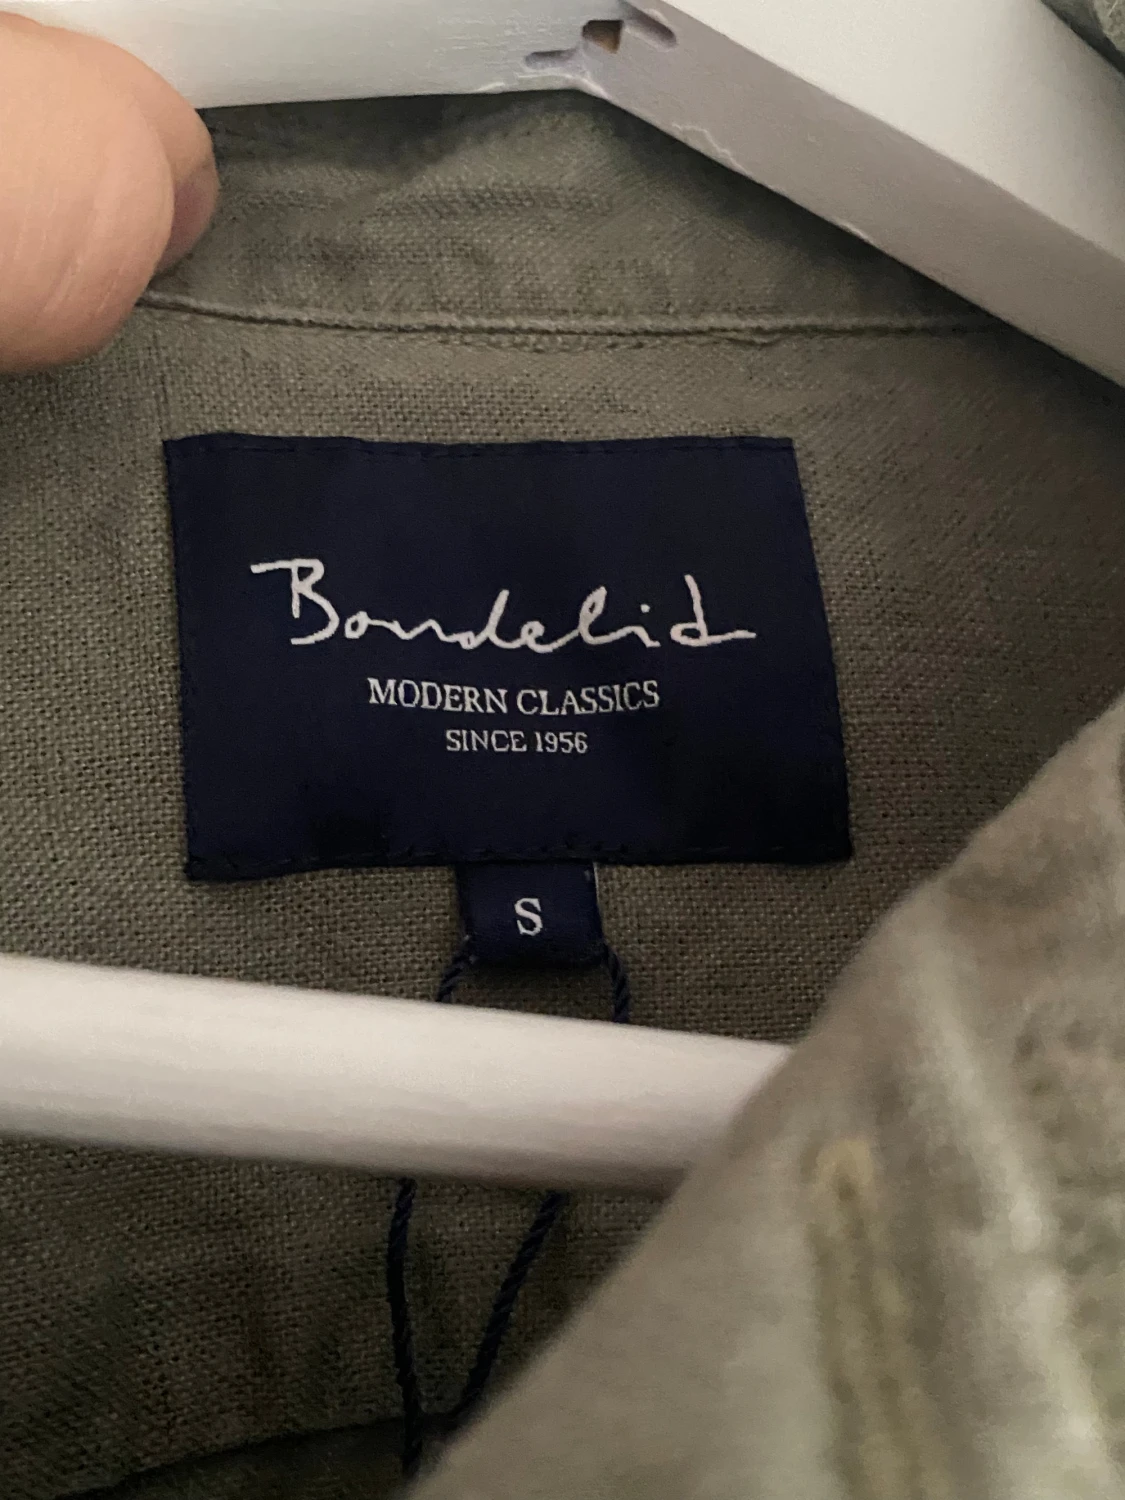 Bondelid
MODERN CLASSICS
SINCE 1956
S